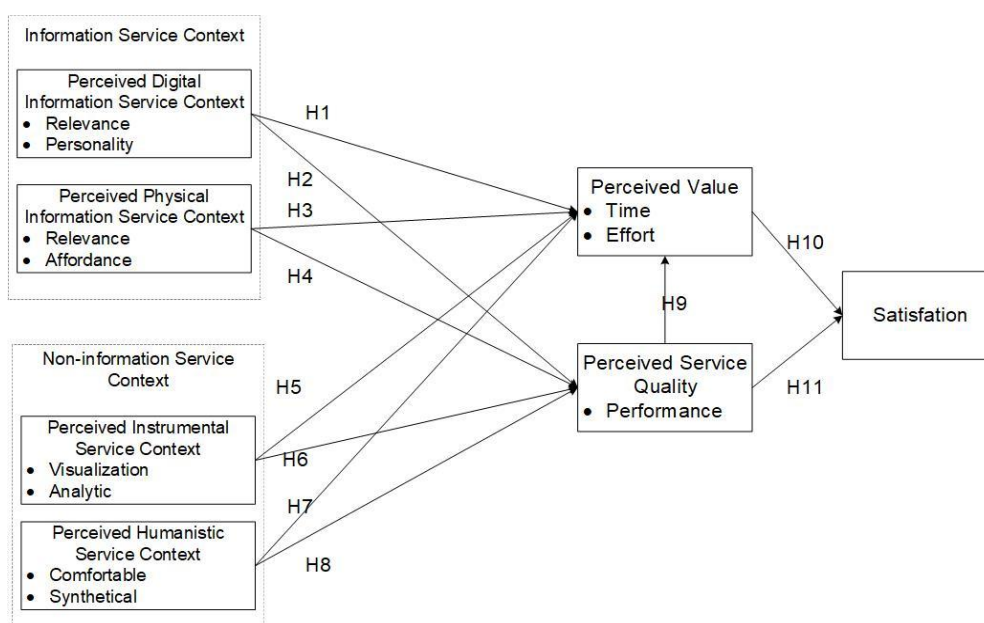 Information Service Context
Perceived Digital
Information Service Context
● Relevance
● Personality
Perceived Physical
Information Service Context
● Relevance
● Affordance
Non-information Service
Context
Perceived Instrumental
Service Context
● Visualization
● Analytic
Perceived Humanistic
Service Context
● Comfortable
● Synthetical
H1
H2
H3
H4
H5
H6
H7
H8
Perceived Value
● Time
● Effort
H9
Perceived Service
Quality
● Performance
H10
H11
Satisfation